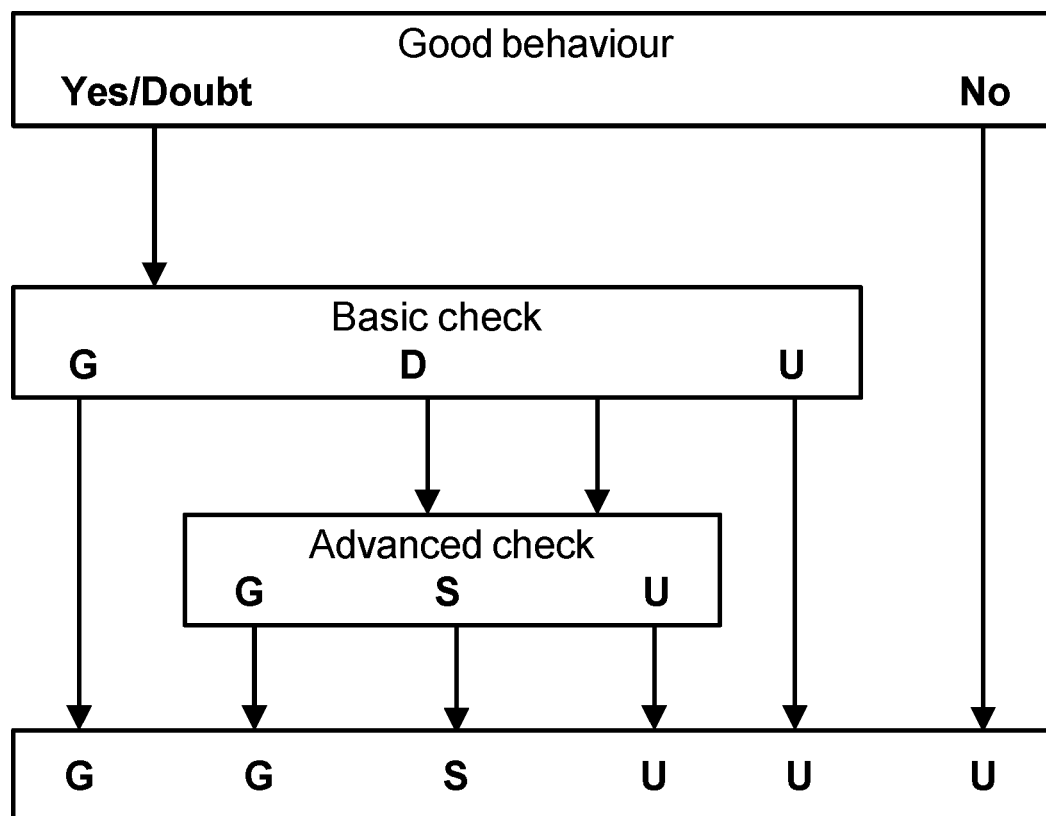 Good behaviour
Yes/Doubt No
Basic check
G D U
Advanced check
G S U
G G S U U U